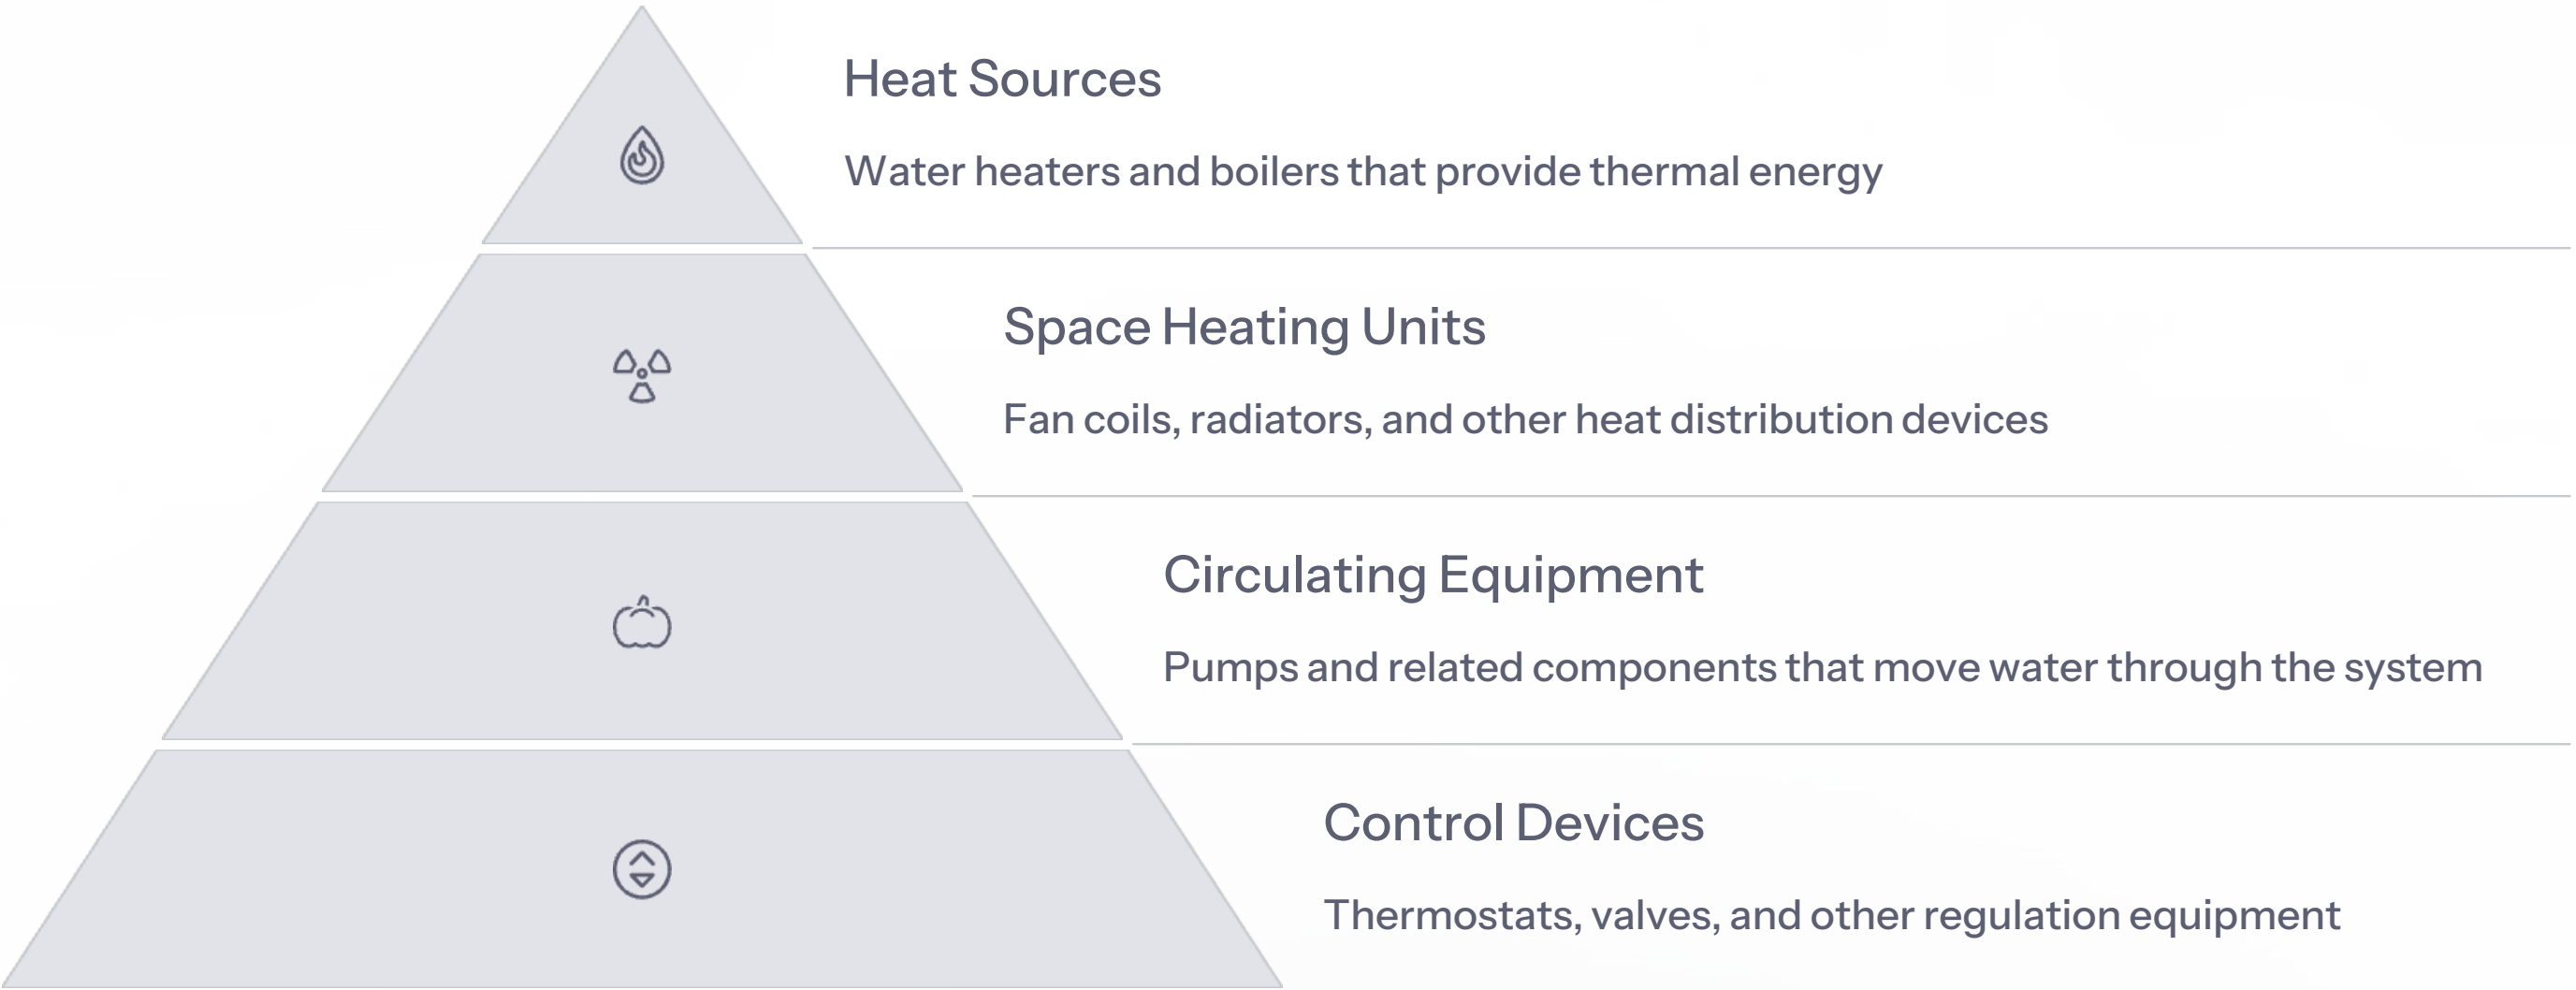 Heat Sources
Water heaters and boilers that provide thermal energy
Space Heating Units
Fan coils, radiators, and other heat distribution devices
Circulating Equipment
Pumps and related components that move water through the system
Control Devices
Thermostats, valves, and other regulation equipment